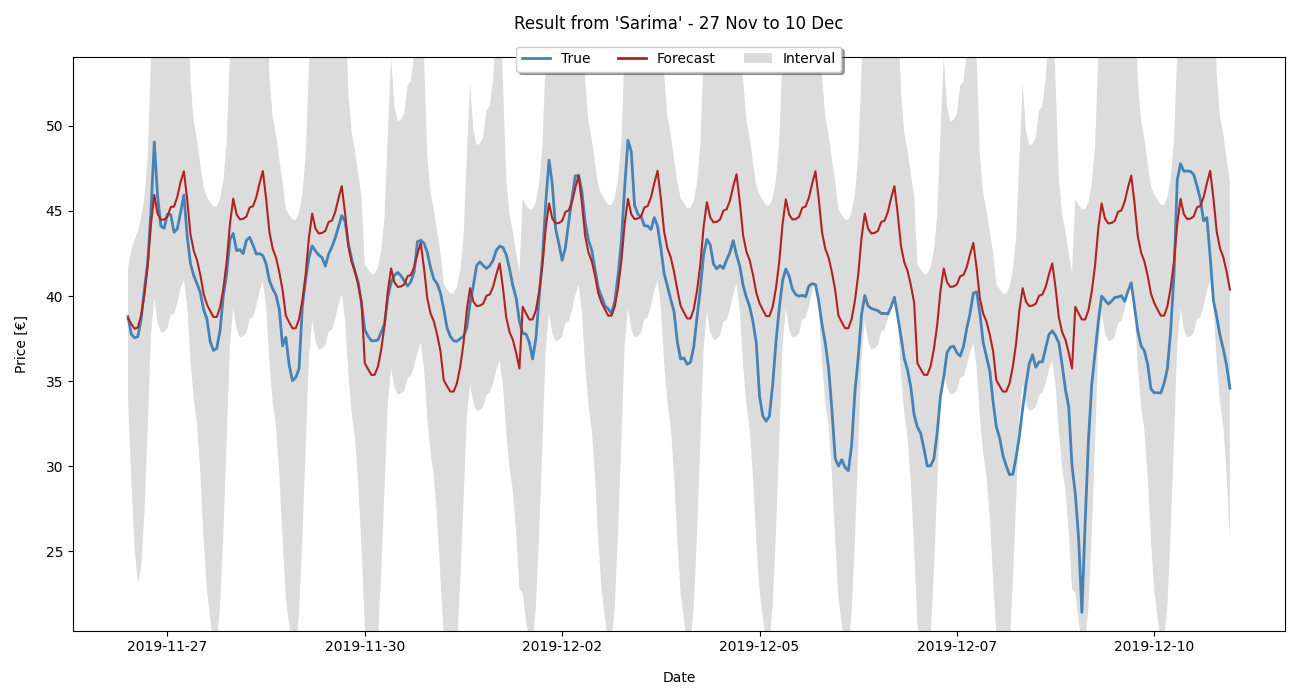 Result from 'Sarima' - 27 Nov to 10 Dec
True Forecast Interval
50
45
40
35
30
25
Price [€]
2019-11-27 2019-11-30 2019-12-02 2019-12-05 2019-12-07 2019-12-10
Date